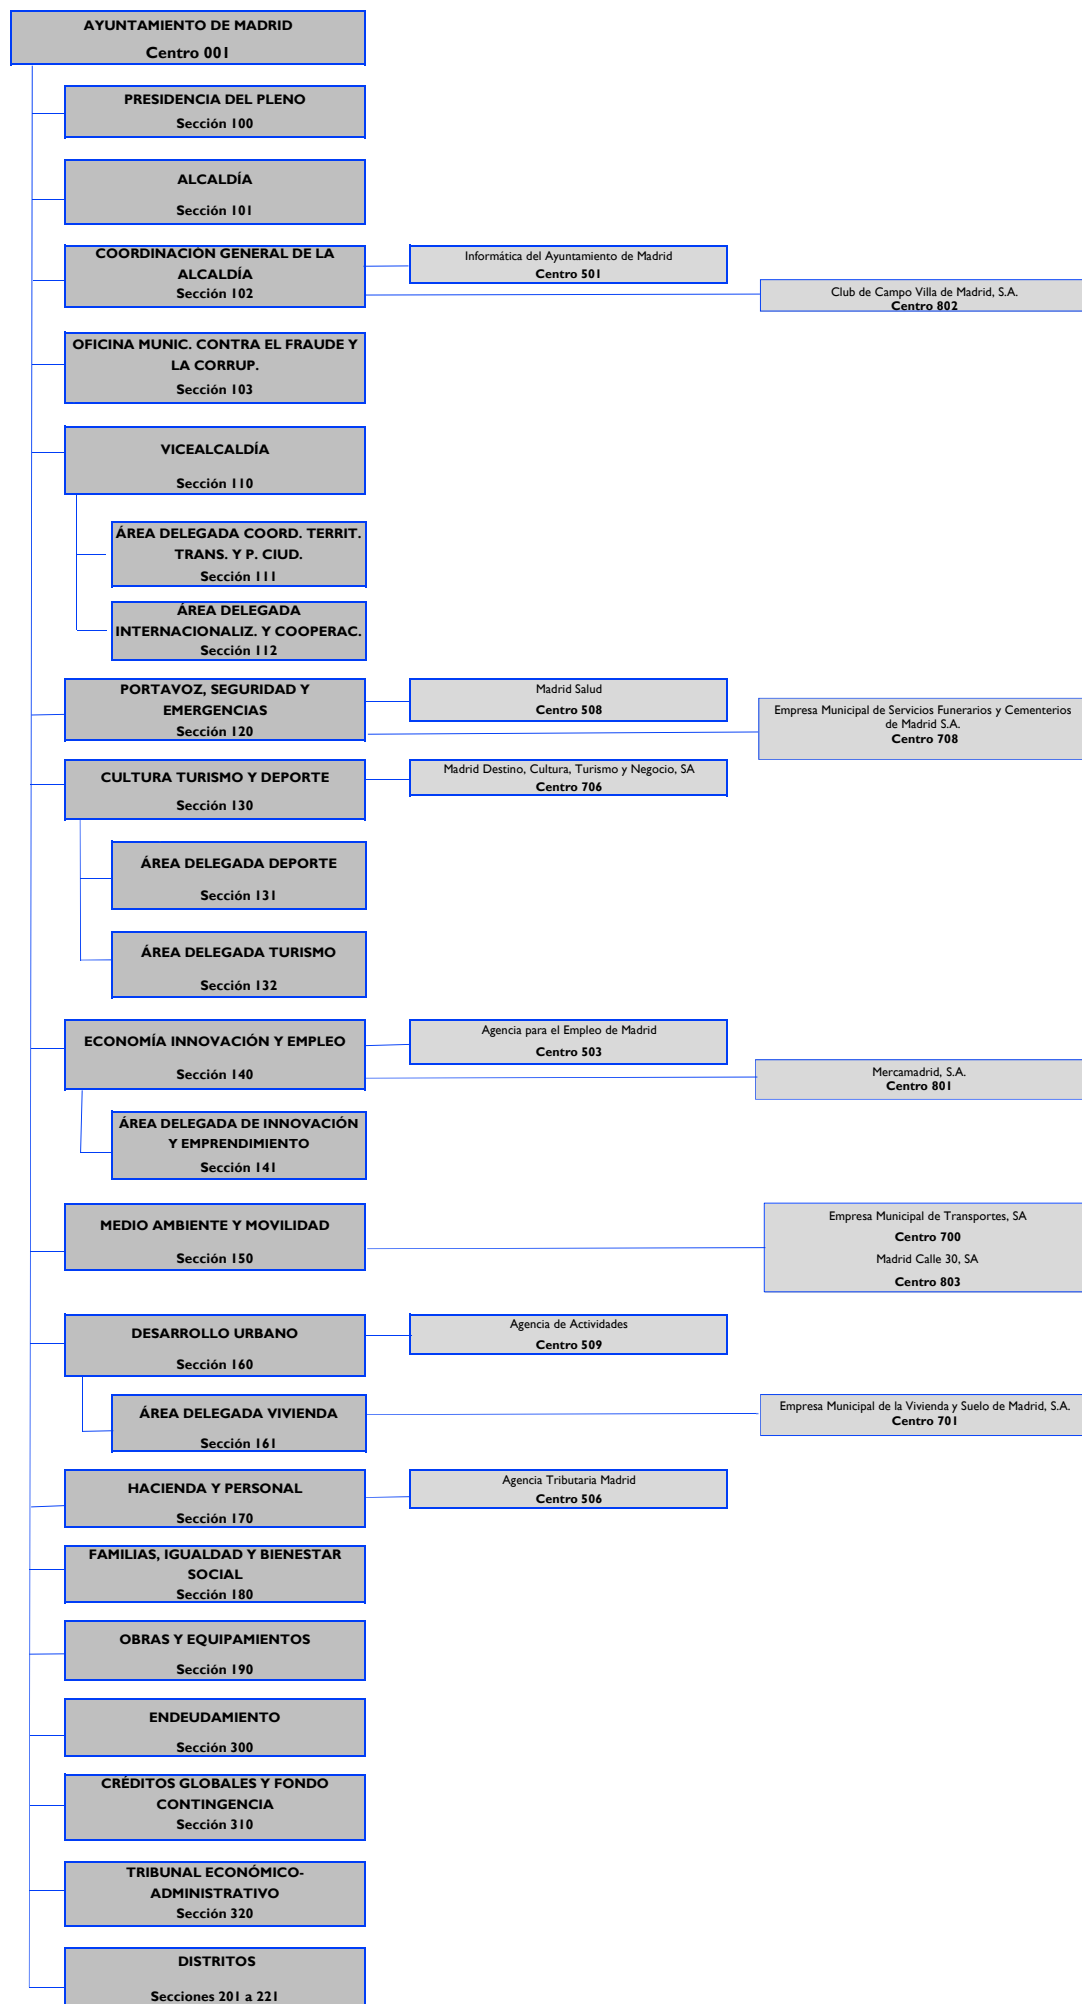 AYUNTAMIENTO DE MADRID
Centro 001
PRESIDENCIA DEL PLENO
Sección 100
ALCALDÍA
Sección 101
COORDINACIÓN GENERAL DE LA
ALCALDÍA
Sección 102
Informática del Ayuntamiento de Madrid
Centro 501
Club de Campo Villa de Madrid, S.A.
Centro 802
OFICINA MUNIC. CONTRA EL FRAUDE Y
LA CORRUP.
Sección 103
VICEALCALDÍA
Sección 110
ÁREA DELEGADA COORD. TERRIT.
TRANS. Y P. CIUD.
Sección 111
ÁREA DELEGADA
INTERNACIONALIZ. Y COOPERAC.
Sección 112
PORTAVOZ, SEGURIDAD Y
EMERGENCIAS
Sección 120
Madrid Salud
Centro 508
Empresa Municipal de Servicios Funerarios y Cementerios
de Madrid S.A.
Centro 708
CULTURA TURISMO Y DEPORTE
Sección 130
Madrid Destino, Cultura, Turismo y Negocio, SA
Centro 706
ÁREA DELEGADA DEPORTE
Sección 131
ÁREA DELEGADA TURISMO
Sección 132
ECONOMÍA INNOVACIÓN Y EMPLEO
Sección 140
Agencia para el Empleo de Madrid
Centro 503
Mercamadrid, S.A.
Centro 801
ÁREA DELEGADA DE INNOVACIÓN
Y EMPRENDIMIENTO
Sección 141
MEDIO AMBIENTE Y MOVILIDAD
Sección 150
Empresa Municipal de Transportes, SA
Centro 700
Madrid Calle 30, SA
Centro 803
DESARROLLO URBANO
Sección 160
Agencia de Actividades
Centro 509
ÁREA DELEGADA VIVIENDA
Sección 161
Empresa Municipal de la Vivienda y Suelo de Madrid, S.A.
Centro 701
HACIENDA Y PERSONAL
Sección 170
Agencia Tributaria Madrid
Centro 506
FAMILIAS, IGUALDAD Y BIENESTAR
SOCIAL
Sección 180
OBRAS Y EQUIPAMIENTOS
Sección 190
ENDEUDAMIENTO
Sección 300
CRÉDITOS GLOBALES Y FONDO
CONTINGENCIA
Sección 310
TRIBUNAL ECONÓMICO-
ADMINISTRATIVO
Sección 320
DISTRITOS
Secciones 201 a 221